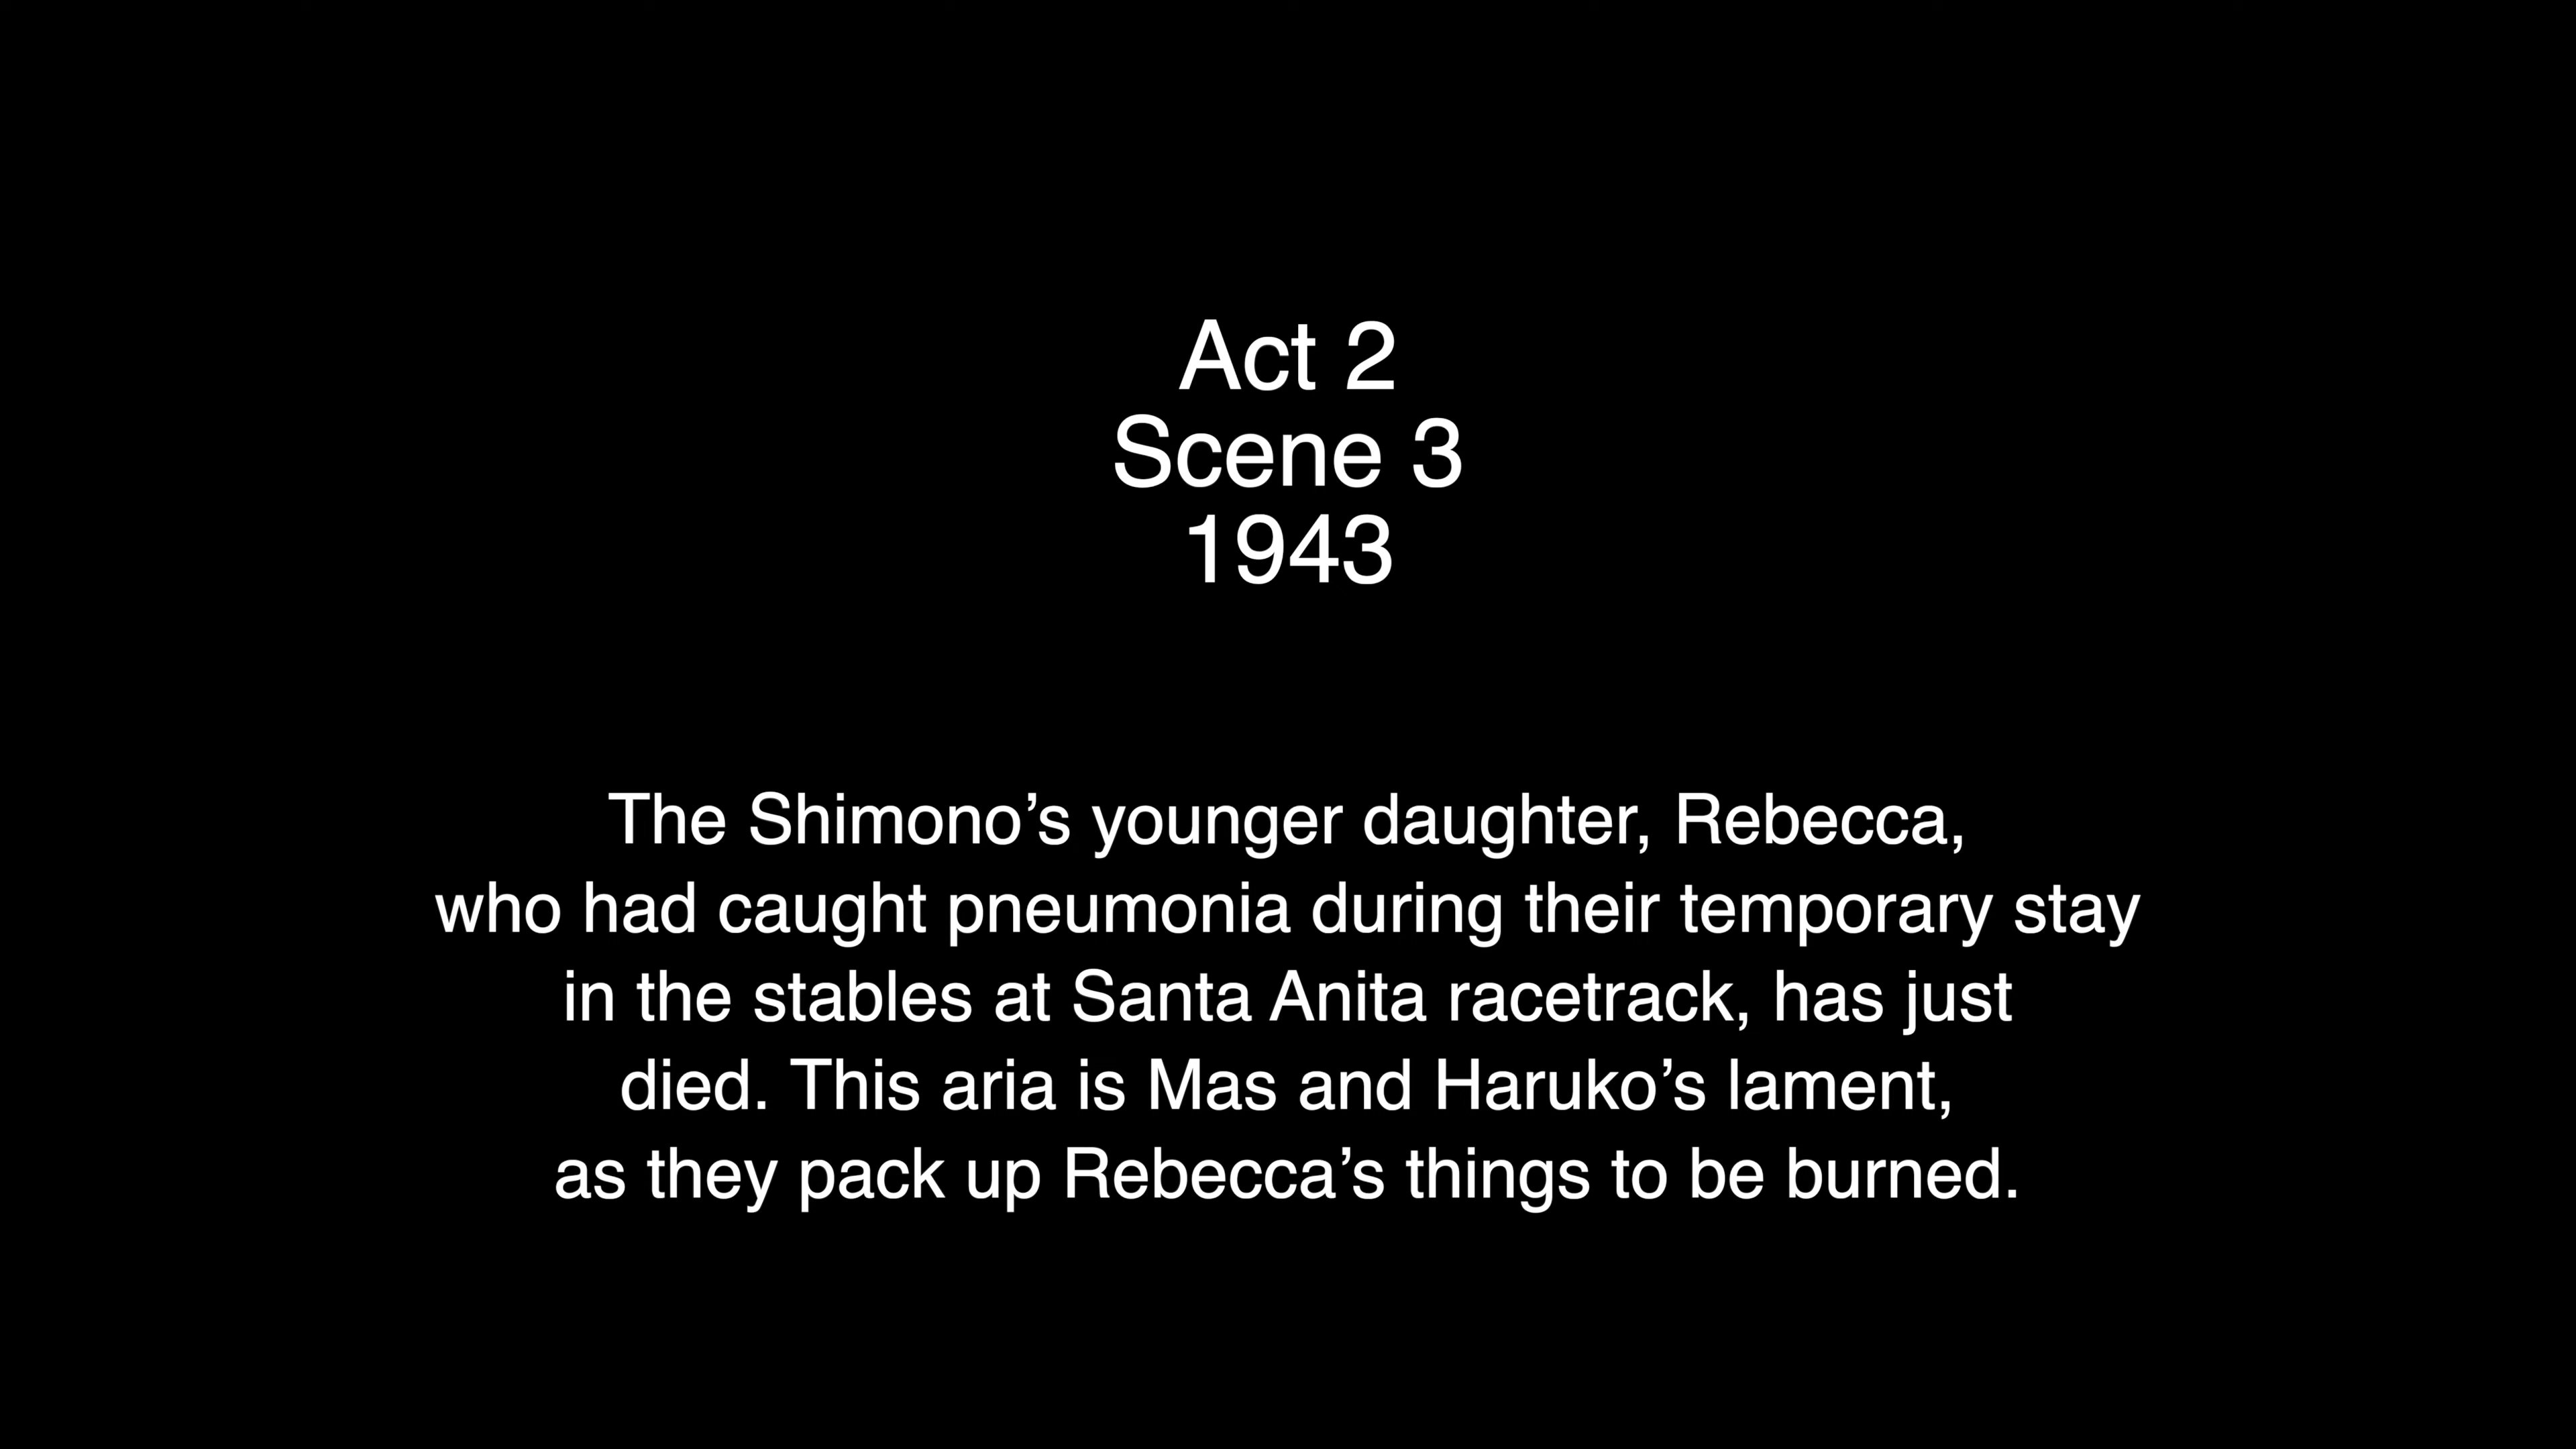 Act 2
Scene 3
1943
The Shimono’s younger daughter, Rebecca,
who had caught pneumonia during their temporary stay
in the stables at Santa Anita racetrack, has just
died. This aria is Mas and Haruko’s lament,
as they pack up Rebecca’s things to be burned.